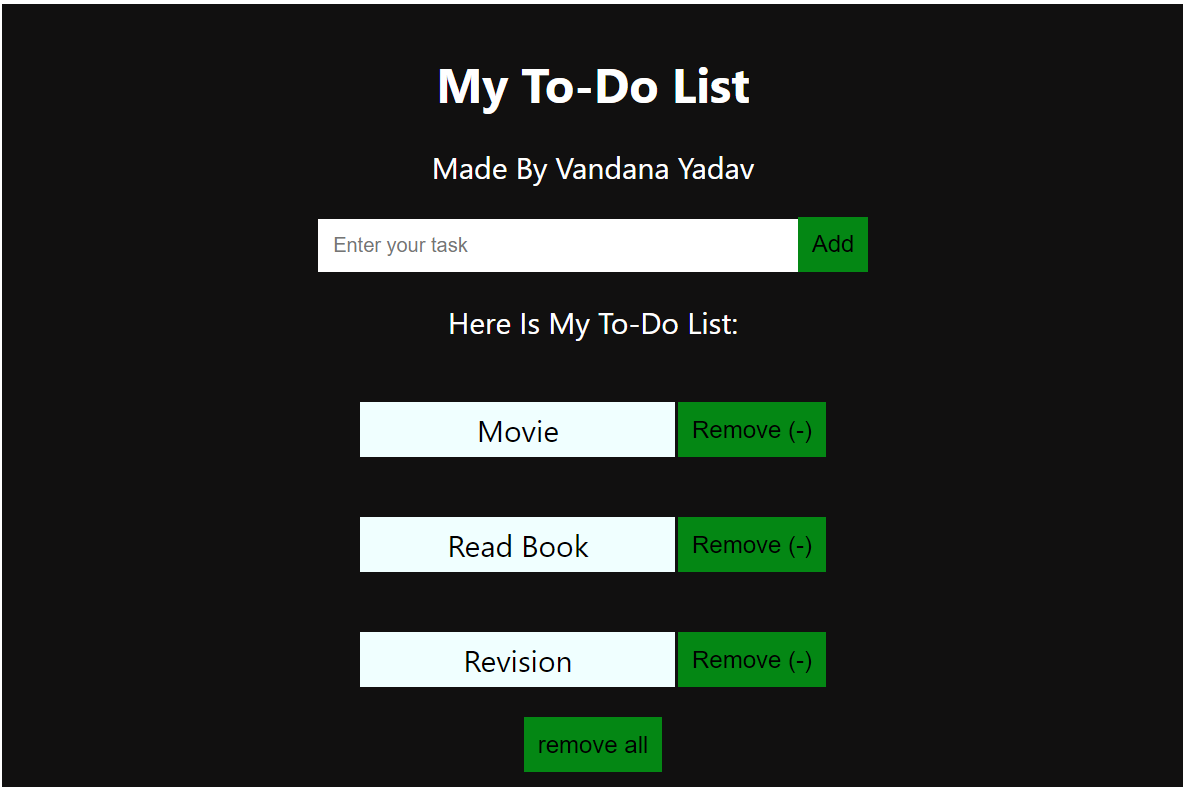 My To-Do List
Made By Vandana Yadav
Enter your task Add
Here Is My To-Do List:
Movie Remove (-)
Read Book Remove (-)
Revision Remove (-)
remove all